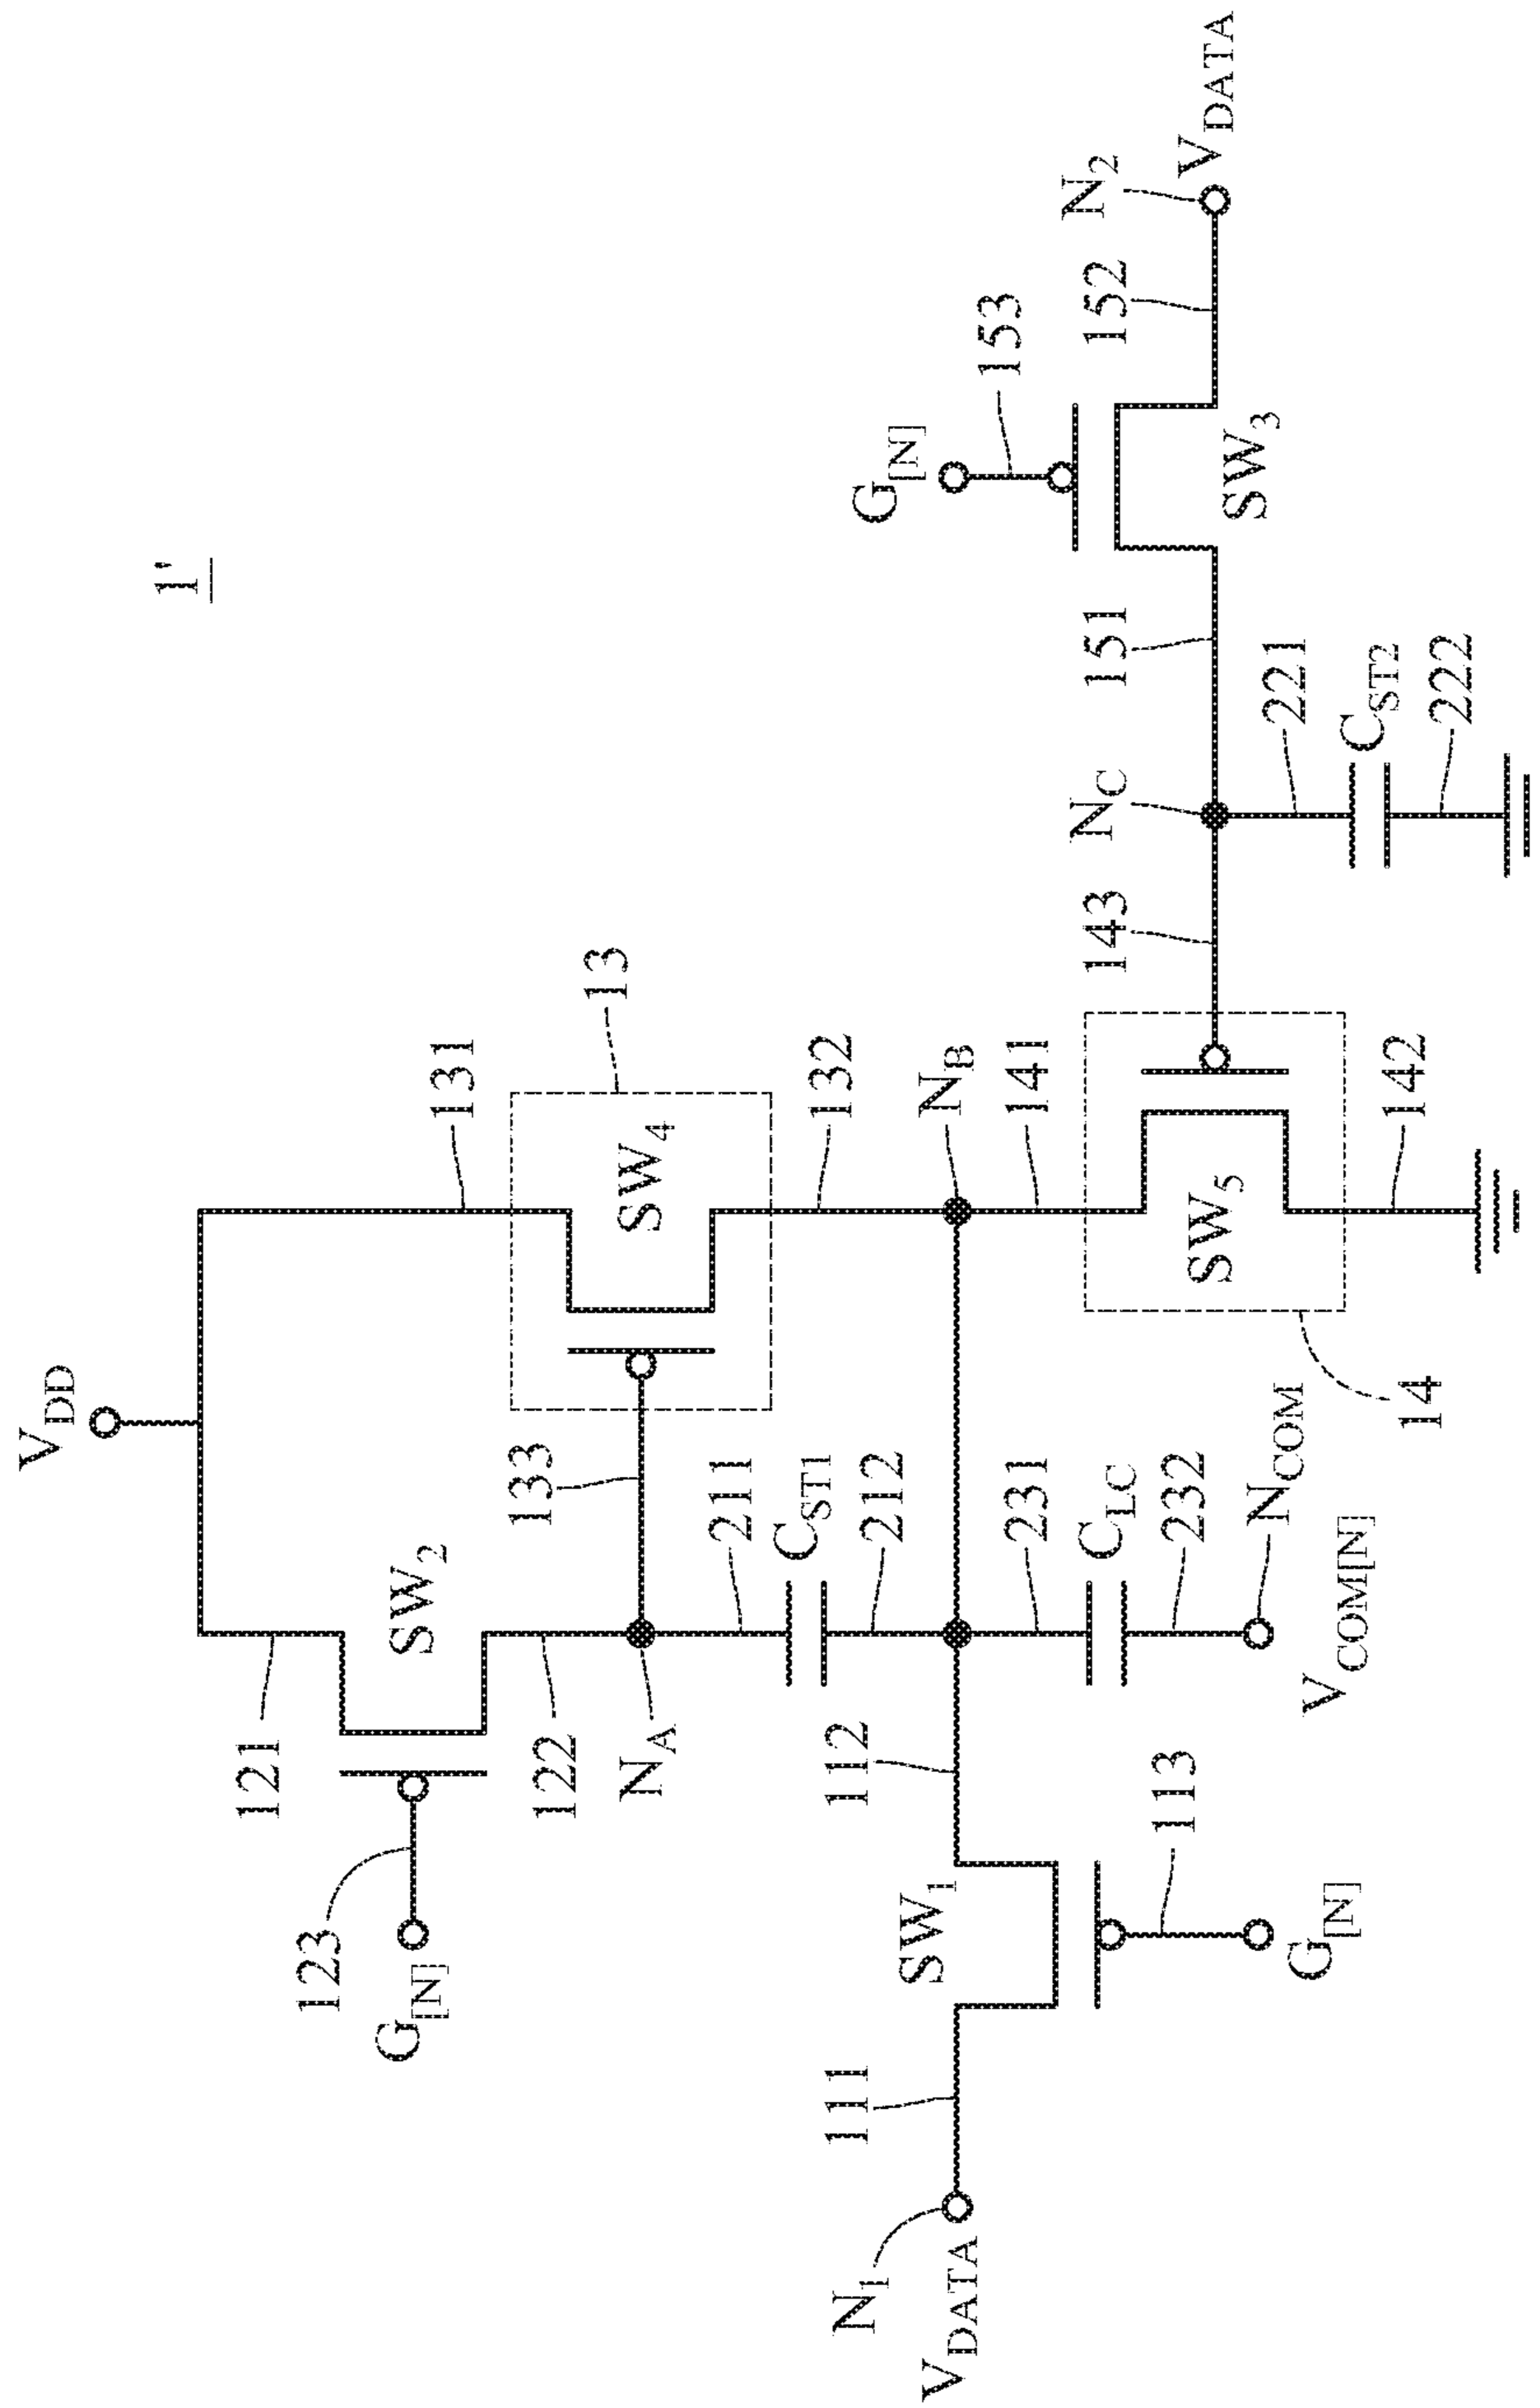 1'
V_DD
121
SW_2
123
G_[N]
122
N_A
131
13
SW_4
133
132
211
C_ST1
212
N_B
N_1
V_DATA
111
SW_1
112
113
G_[N]
231
C_LC
232
N_COM
V_COM[N]
141
SW_5
142
14
143
N_C
151
G_[N]
153
SW_3
152
N_2
V_DATA
221
C_ST2
222